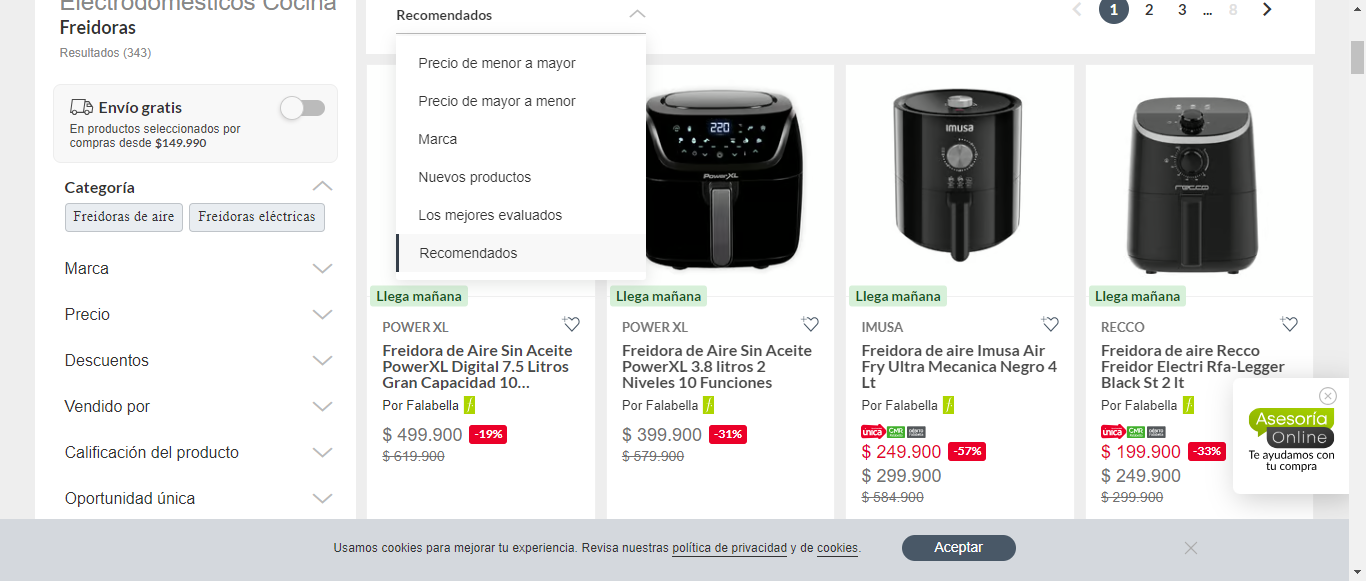 Electrodomésticos Cocina
Freidoras
Resultados (343)
Envío gratis
En productos seleccionados por
compras desde $149.990
Categoría
Freidoras de aire
Freidoras eléctricas
Marca
Precio
Descuentos
Vendido por
Calificación del producto
Oportunidad única
Recomendados
Precio de menor a mayor
Precio de mayor a menor
Marca
Nuevos productos
Los mejores evaluados
Recomendados
1 2 3 ... 8
220
PowerXL
IMUSA
recco
Llega mañana
POWER XL
Freidora de Aire Sin Aceite
PowerXL Digital 7.5 Litros
Gran Capacidad 10...
Por Falabella
$ 499.900 -19%
$ 619.900
Llega mañana
POWER XL
Freidora de Aire Sin Aceite
PowerXL 3.8 litros 2
Niveles 10 Funciones
Por Falabella
$ 399.900 -31%
$ 579.900
Llega mañana
IMUSA
Freidora de aire Imusa Air
Fry Ultra Mecanica Negro 4
Lt
Por Falabella
única CMR
$ 249.900 -57%
$ 299.900
$ 584.900
Llega mañana
RECCO
Freidora de aire Recco
Freidor Electri Rfa-Legger
Black St 2 lt
Por Falabella
única CMR
$ 199.900 -33%
$ 249.900
$ 299.900
Asesoría
Online
Te ayudamos con
tu compra
Usamos cookies para mejorar tu experiencia. Revisa nuestras política de privacidad y de cookies.
Aceptar